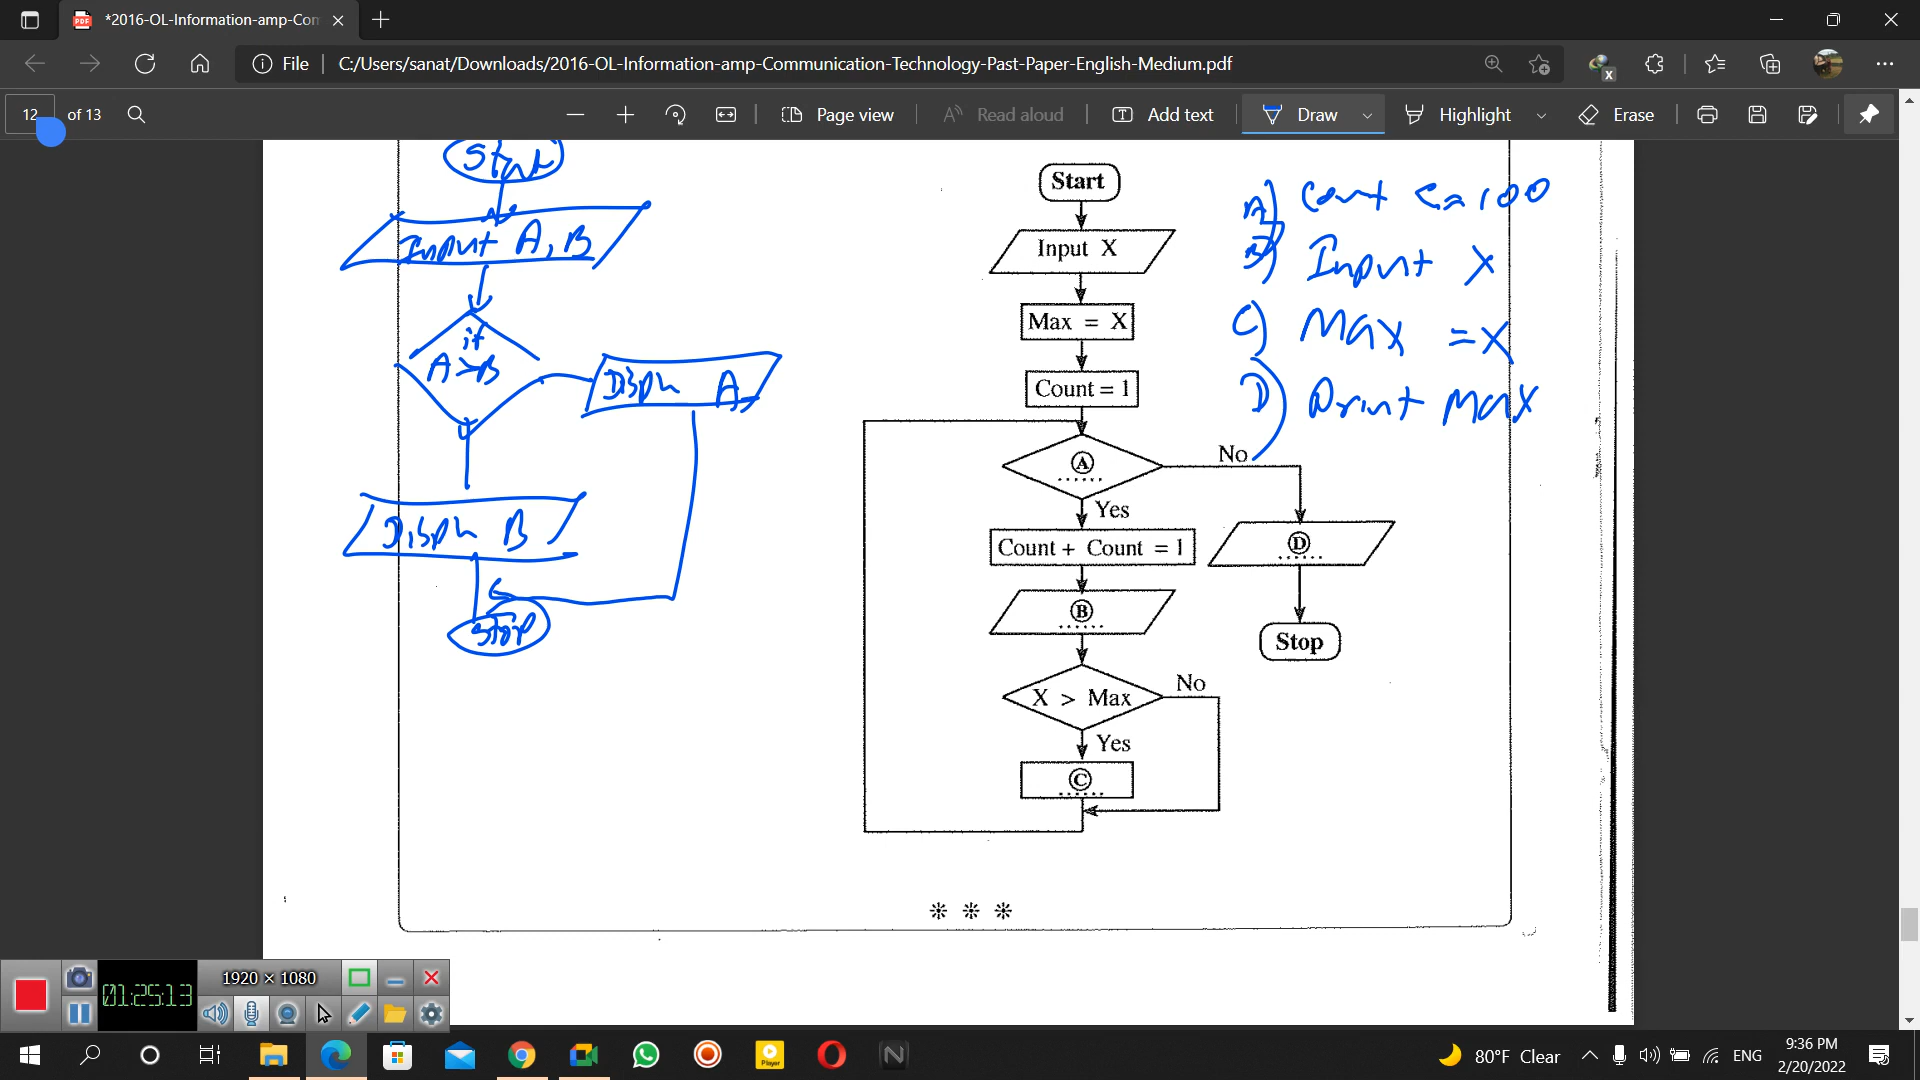 *2016-OL-Information-amp-Con
File
C:/Users/sanat/Downloads/2016-OL-Information-amp-Communication-Technology-Past-Paper-English-Medium.pdf
12 of 13
Page view
Read aloud
Add text
Draw
Highlight
Erase
Start
Input A, B
if
A > B
A
B
Stop
Start
Input X
Max = X
Count = 1
A
No
Yes
Count + Count = 1
D
B
Stop
X > Max
No
Yes
C
A) Count <= 100
B) Input X
C) Max = X
D) Print Max
* * *
1920 × 1080
01:25:13
Player
80°F Clear
ENG
9:36 PM
2/20/2022